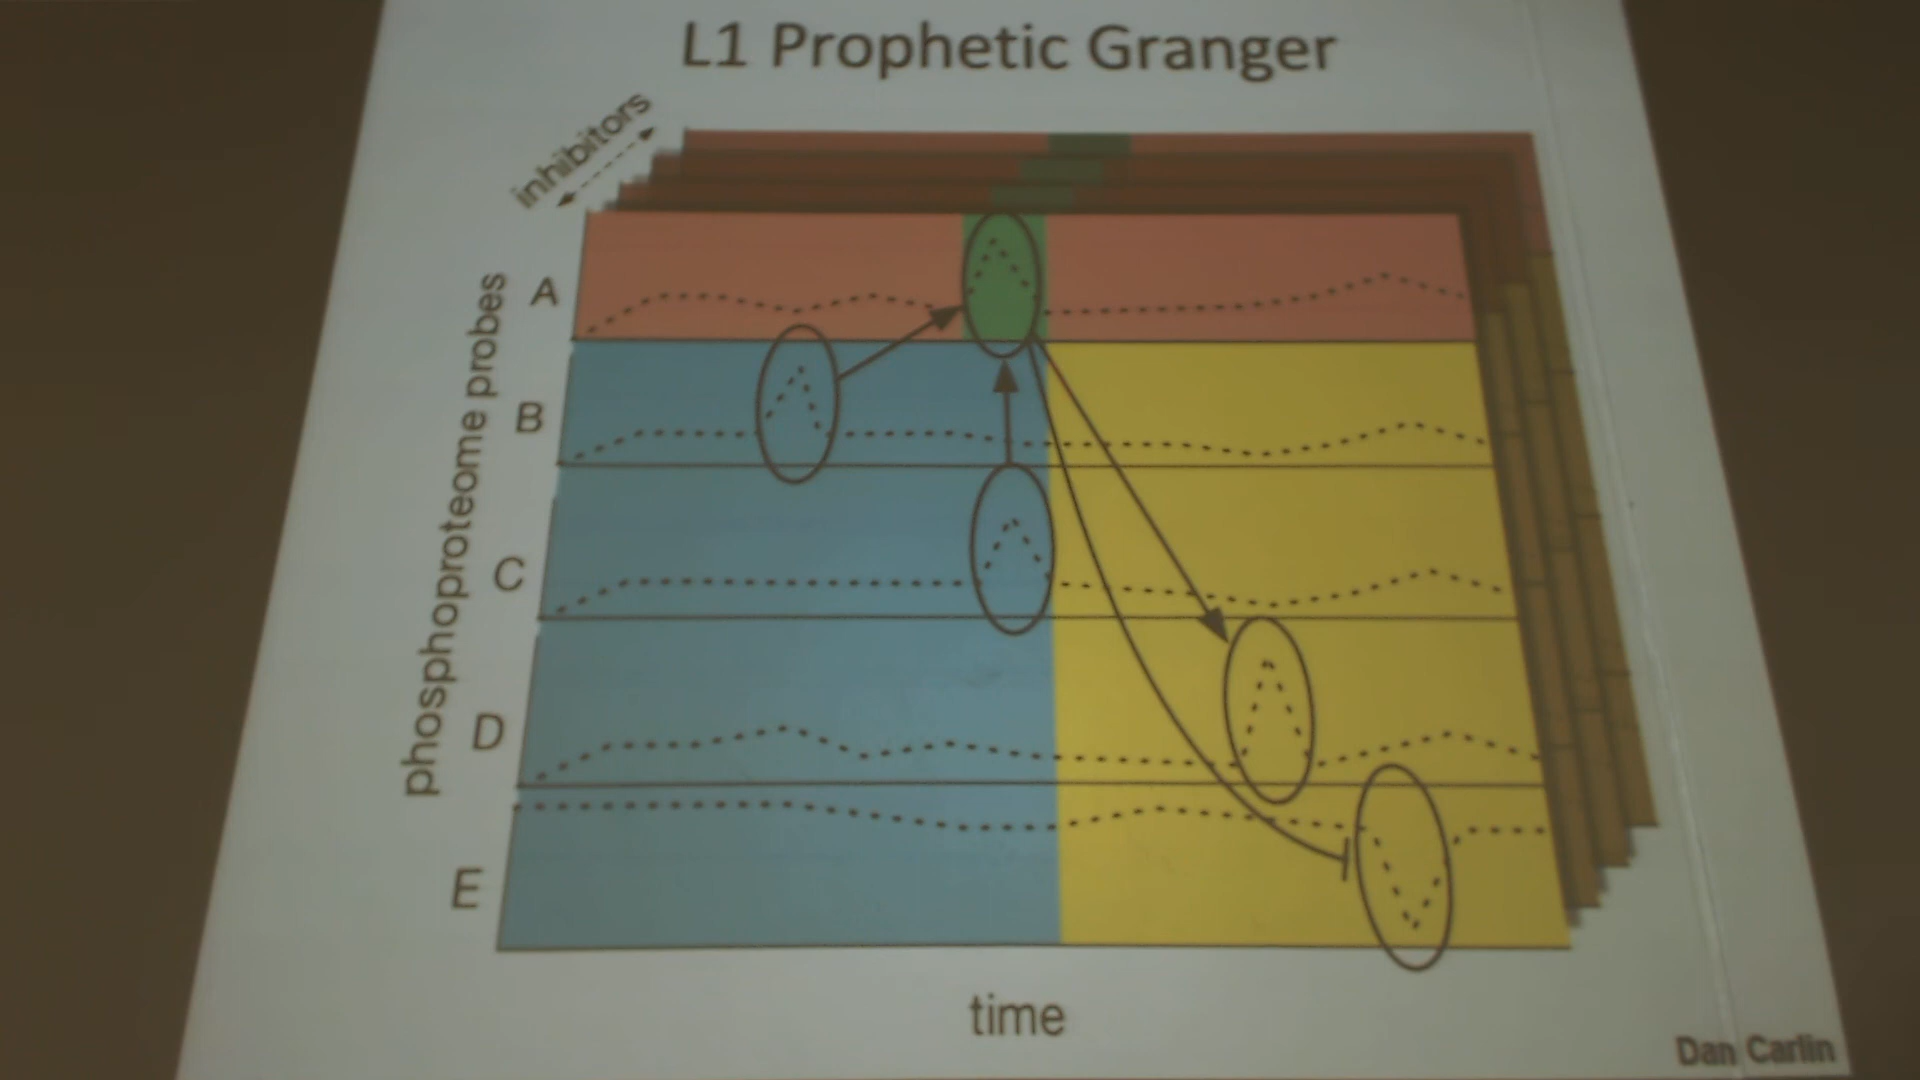 L1 Prophetic Granger
inhibitors
phosphoproteome probes
A
B
C
D
E
time
Dan Carlin